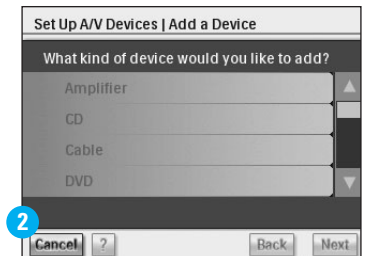 Set Up A/V Devices | Add a Device
What kind of device would you like to add?
Amplifier
CD
Cable
DVD
2
Cancel ? Back Next